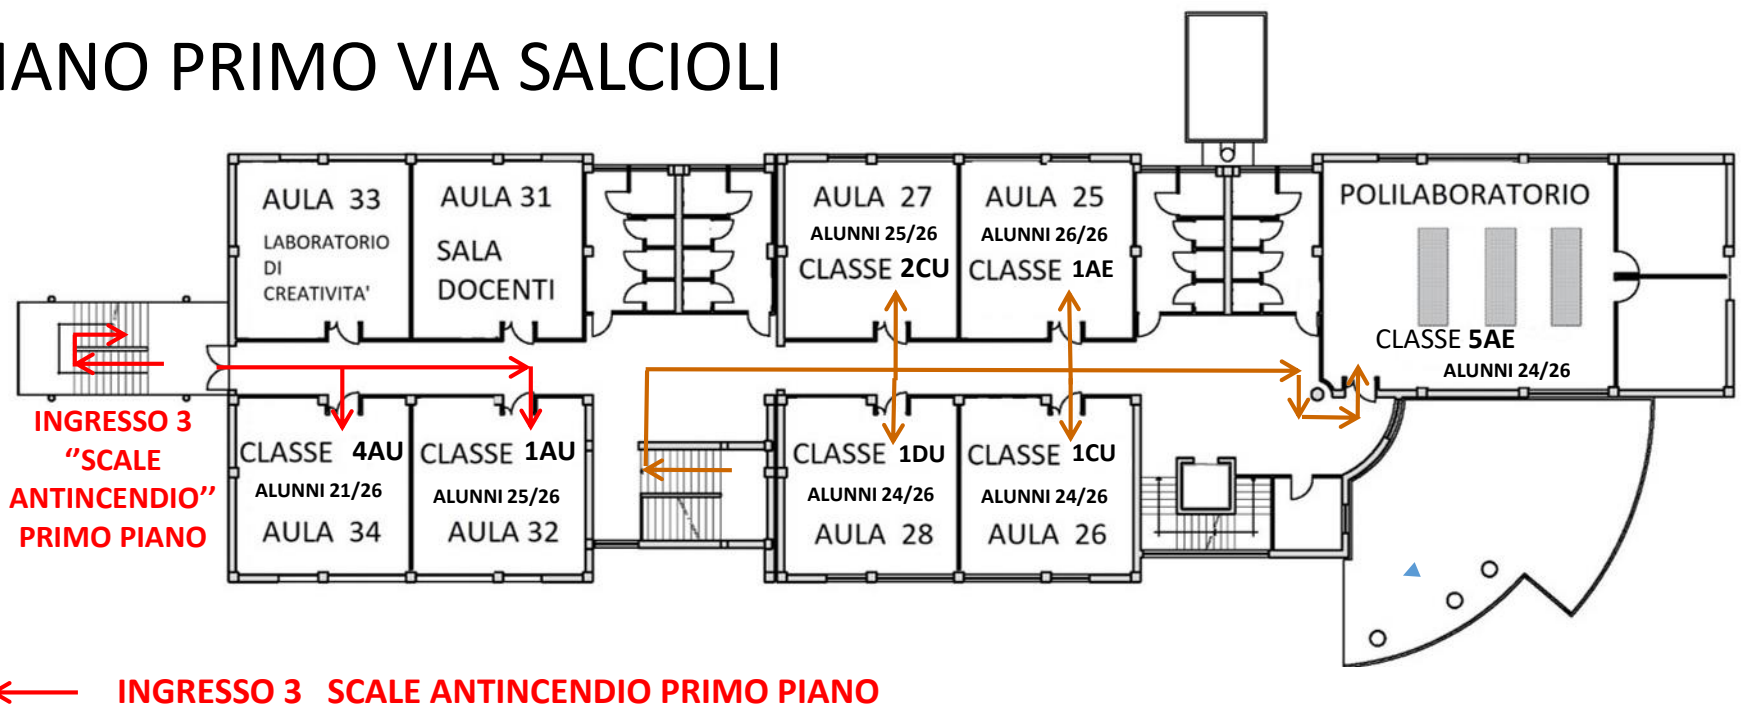 IANO PRIMO VIA SALCIOLI
AULA 33
LABORATORIO
DI
CREATIVITA'
AULA 31
SALA
DOCENTI
AULA 27
ALUNNI 25/26
CLASSE 2CU
AULA 25
ALUNNI 26/26
CLASSE 1AE
POLILABORATORIO
CLASSE 5AE
ALUNNI 24/26
INGRESSO 3
‘’SCALE
ANTINCENDIO’’
PRIMO PIANO
CLASSE 4AU
ALUNNI 21/26
AULA 34
CLASSE 1AU
ALUNNI 25/26
AULA 32
CLASSE 1DU
ALUNNI 24/26
AULA 28
CLASSE 1CU
ALUNNI 24/26
AULA 26
INGRESSO 3 SCALE ANTINCENDIO PRIMO PIANO